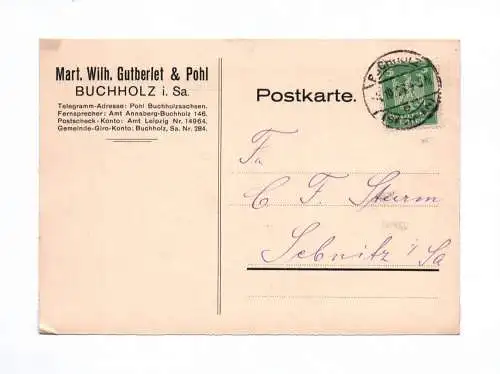 Mart. Wilh. Gutberlet & Pohl
BUCHHOLZ i. Sa.
Telegramm-Adresse: Pohl Buchholzsachsen.
Fernsprecher: Amt Annaberg-Buchholz 146.
Postscheck-Konto: Amt Leipzig Nr. 14964.
Gemeinde-Giro-Konto: Buchholz, Sa. Nr. 284.
Postkarte.
Fa
C. F. Sturm
Sebnitz i/Sa